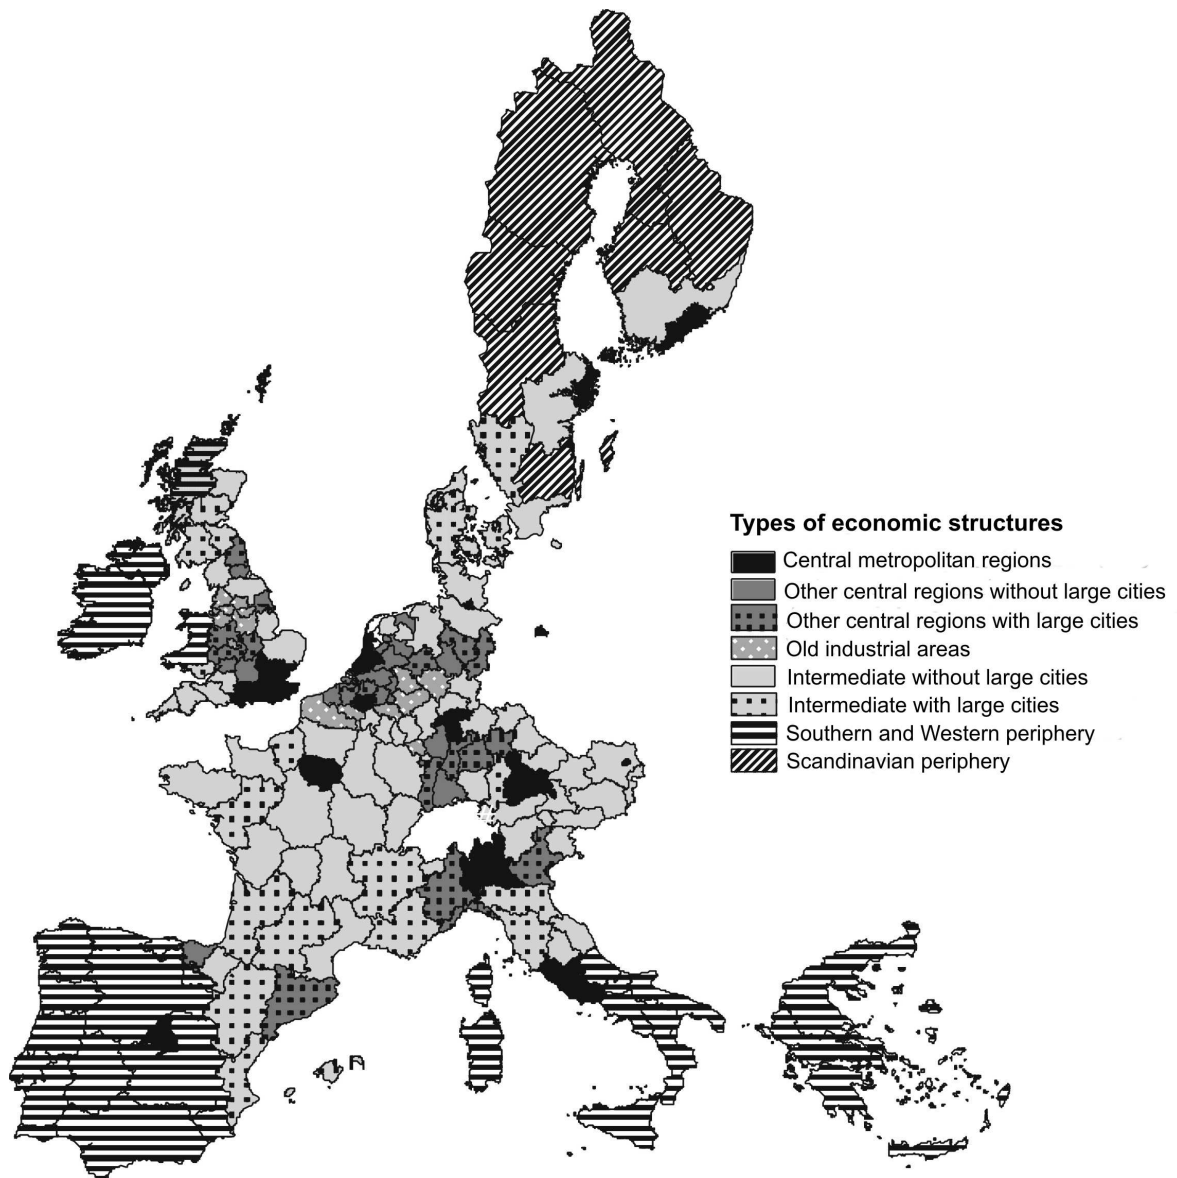 Types of economic structures
Central metropolitan regions
Other central regions without large cities
Other central regions with large cities
Old industrial areas
Intermediate without large cities
Intermediate with large cities
Southern and Western periphery
Scandinavian periphery